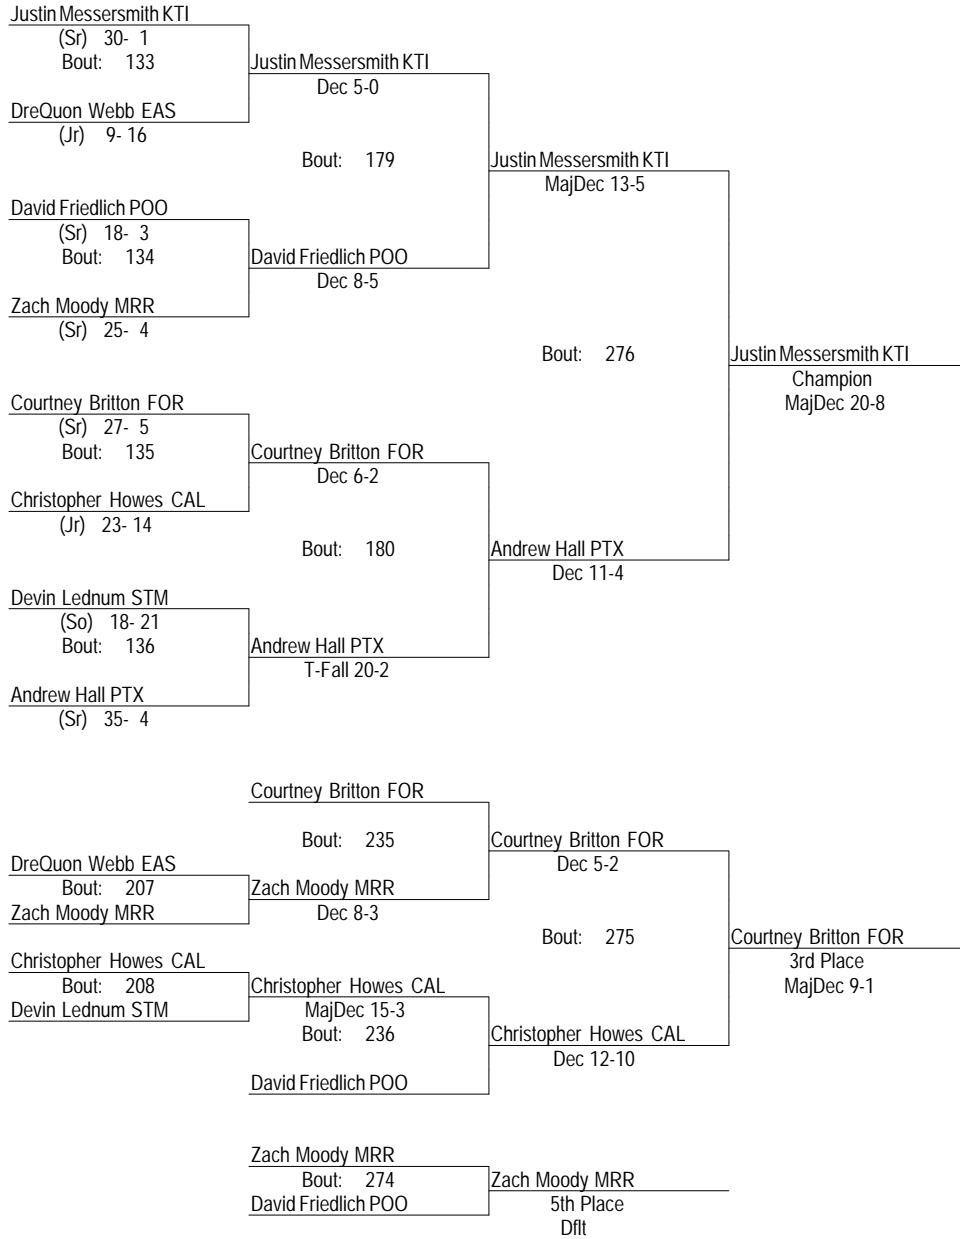 Justin Messersmith KTI
(Sr) 30- 1
Bout: 133
Justin Messersmith KTI
Dec 5-0
DreQuon Webb EAS
(Jr) 9- 16
Bout: 179
Justin Messersmith KTI
MajDec 13-5
David Friedlich POO
(Sr) 18- 3
Bout: 134
David Friedlich POO
Dec 8-5
Zach Moody MRR
(Sr) 25- 4
Bout: 276
Justin Messersmith KTI
Champion
MajDec 20-8
Courtney Britton FOR
(Sr) 27- 5
Bout: 135
Courtney Britton FOR
Dec 6-2
Christopher Howes CAL
(Jr) 23- 14
Bout: 180
Andrew Hall PTX
Dec 11-4
Devin Lednum STM
(So) 18- 21
Bout: 136
Andrew Hall PTX
T-Fall 20-2
Andrew Hall PTX
(Sr) 35- 4
Courtney Britton FOR
Bout: 235
Courtney Britton FOR
Dec 5-2
DreQuon Webb EAS
Bout: 207
Zach Moody MRR
Zach Moody MRR
Dec 8-3
Bout: 275
Courtney Britton FOR
3rd Place
MajDec 9-1
Christopher Howes CAL
Bout: 208
Devin Lednum STM
Christopher Howes CAL
MajDec 15-3
Bout: 236
Christopher Howes CAL
Dec 12-10
David Friedlich POO
Zach Moody MRR
Bout: 274
David Friedlich POO
Zach Moody MRR
5th Place
Dflt